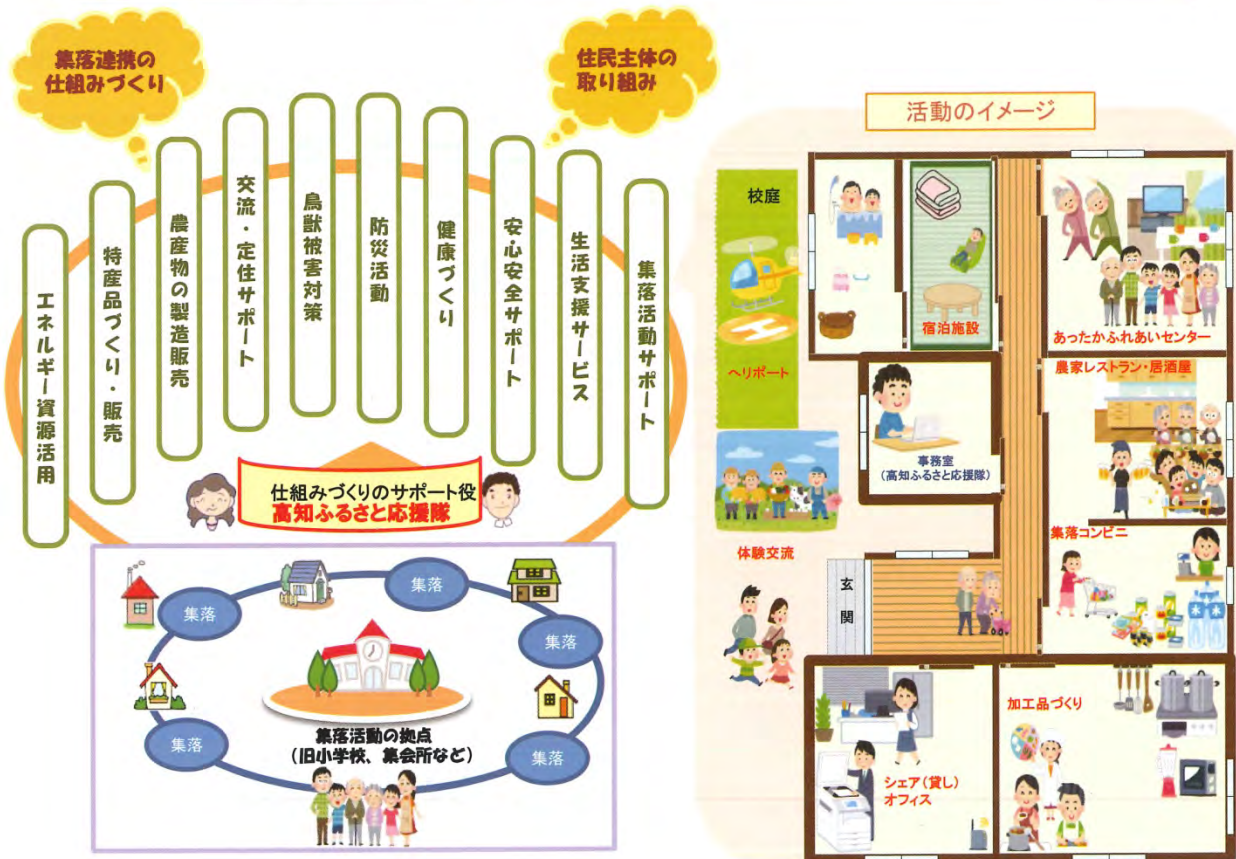 集落連携の
仕組みづくり
住民主体の
取り組み
エネルギー資源活用
特産品づくり・販売
農産物の製造販売
交流・定住サポート
鳥獣被害対策
防災活動
健康づくり
安心安全サポート
生活支援サービス
集落活動サポート
仕組みづくりのサポート役
高知ふるさと応援隊
集落
集落
集落
集落
集落
集落活動の拠点
(旧小学校、集会所など)
活動のイメージ
校庭
H
ヘリポート
宿泊施設
あったかふれあいセンター
事務室
(高知ふるさと応援隊)
農家レストラン・居酒屋
体験交流
玄関
集落コンビニ
水
水
シェア(貸し)
オフィス
加工品づくり